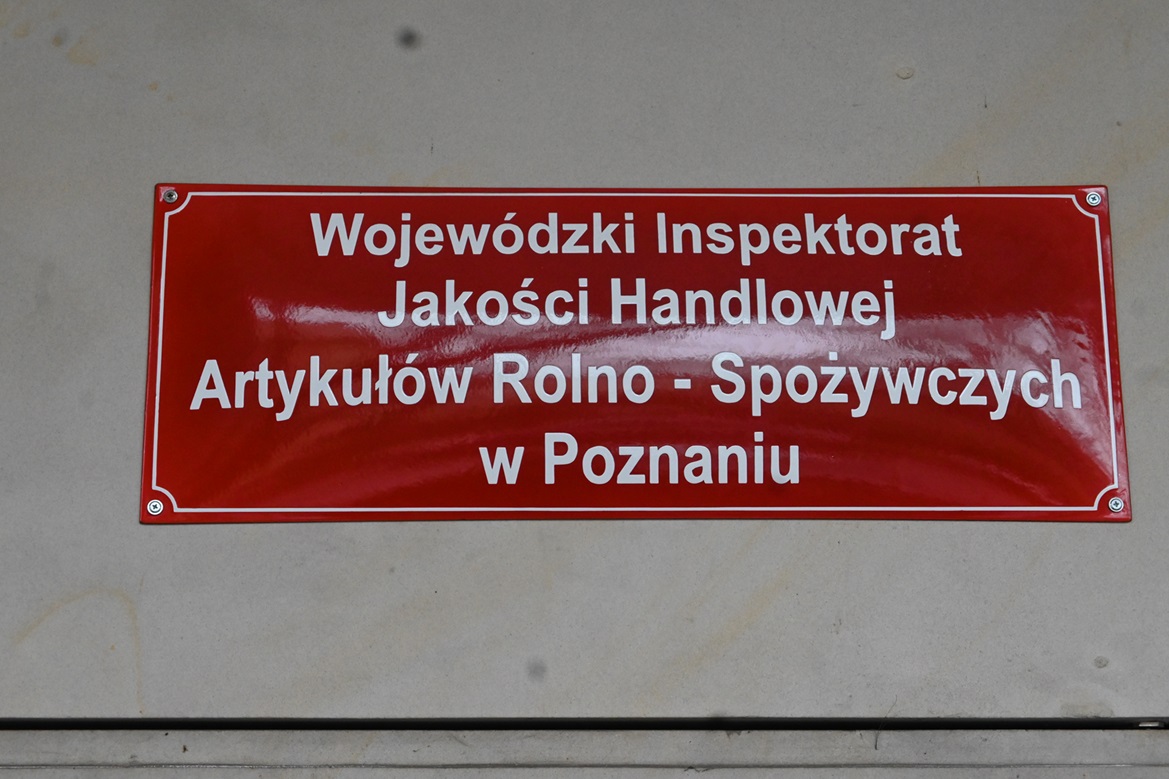 Wojewódzki Inspektorat
Jakości Handlowej
Artykułów Rolno - Spożywczych
w Poznaniu